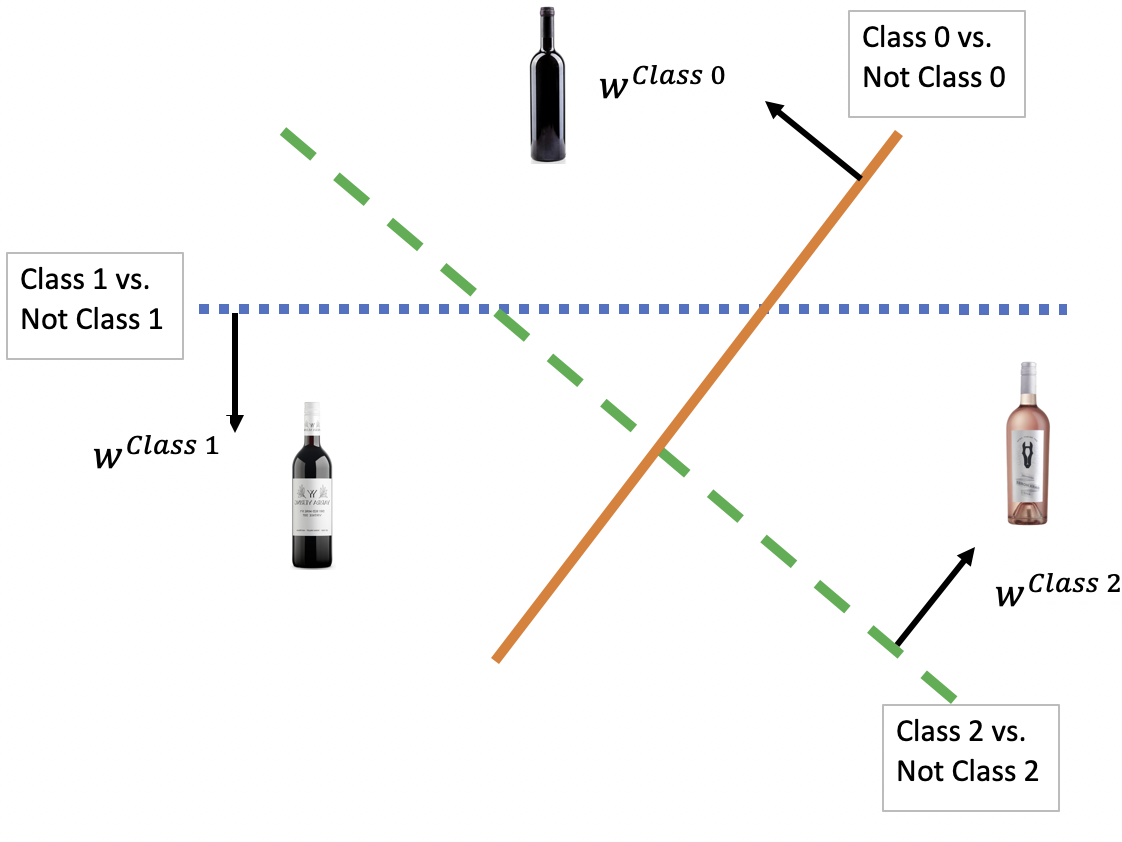 w^Class 0
Class 0 vs.
Not Class 0
Class 1 vs.
Not Class 1
w^Class 1
w^Class 2
Class 2 vs.
Not Class 2